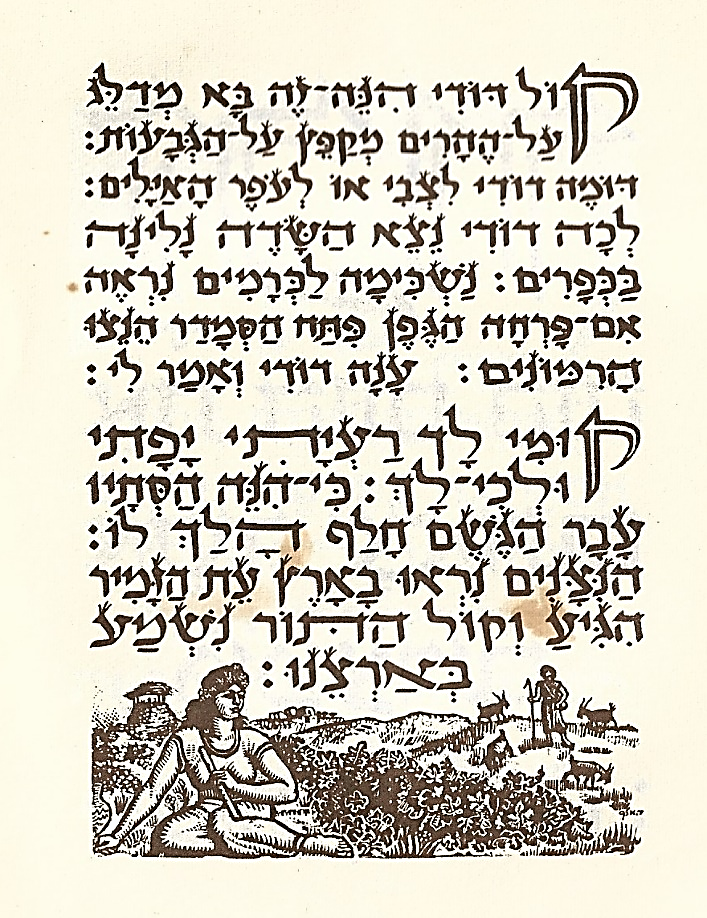 קוֹל דּוֹדִי הִנֵּה-זֶה בָּא מְדַלֵּג
עַל-הֶהָרִים מְקַפֵּץ עַל-הַגְּבָעוֹת:
דּוֹמֶה דוֹדִי לִצְבִי אוֹ לְעֹפֶר הָאַיָּלִים:
לְכָה דוֹדִי נֵצֵא הַשָּׂדֶה נָלִינָה
בַּכְּפָרִים: נַשְׁכִּימָה לַכְּרָמִים נִרְאֶה
אִם-פָּרְחָה הַגֶּפֶן פִּתַּח הַסְּמָדַר הֵנֵצוּ
הָרִמּוֹנִים: עָנָה דוֹדִי וְאָמַר לִי:
קוּמִי לָךְ רַעְיָתִי יָפָתִי
וּלְכִי-לָךְ: כִּי-הִנֵּה הַסְּתָיו
עָבָר הַגֶּשֶׁם חָלַף הָלַךְ לוֹ:
הַנִּצָּנִים נִרְאוּ בָאָרֶץ עֵת הַזָּמִיר
הִגִּיעַ וְקוֹל הַתּוֹר נִשְׁמַע
בְּאַרְצֵנוּ: